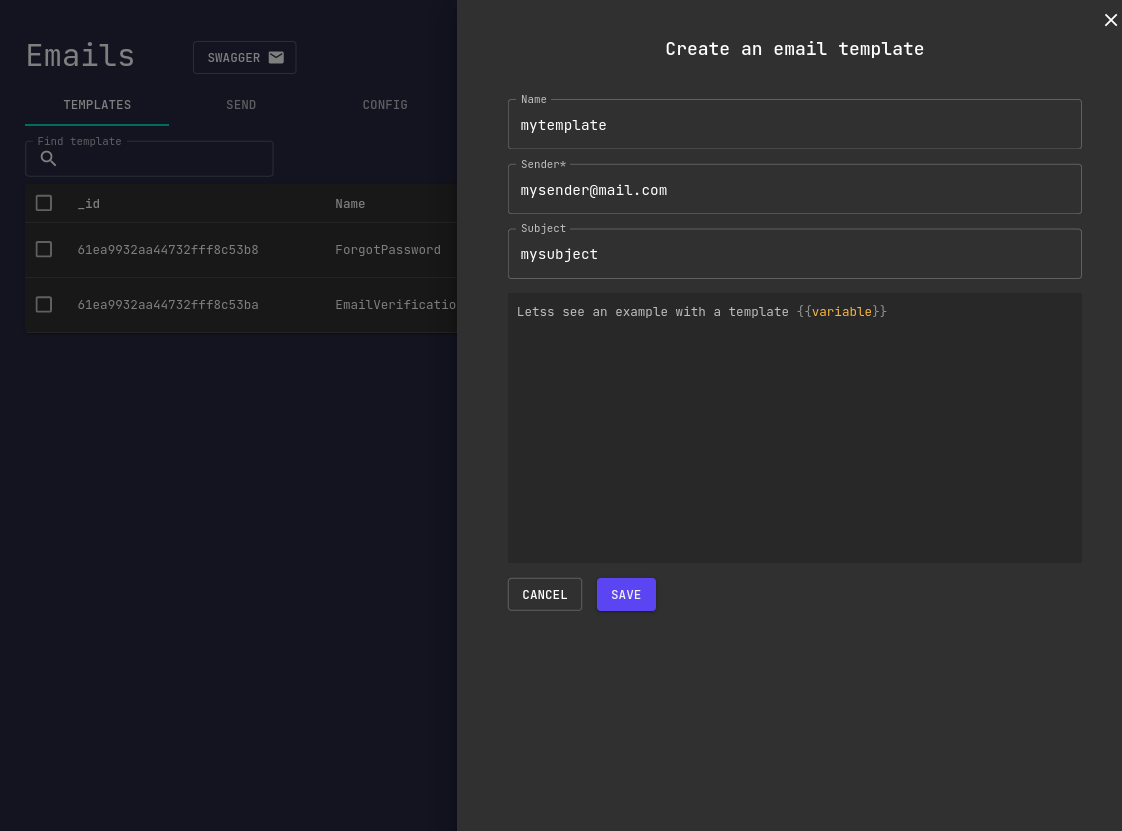 Emails
SWAGGER
TEMPLATES SEND CONFIG
Find template
_id Name
61ea9932aa44732fff8c53b8 ForgotPassword
61ea9932aa44732fff8c53ba EmailVerificatio
Create an email template
Name
mytemplate
Sender*
mysender@mail.com
Subject
mysubject
Letss see an example with a template {{variable}}
CANCEL SAVE